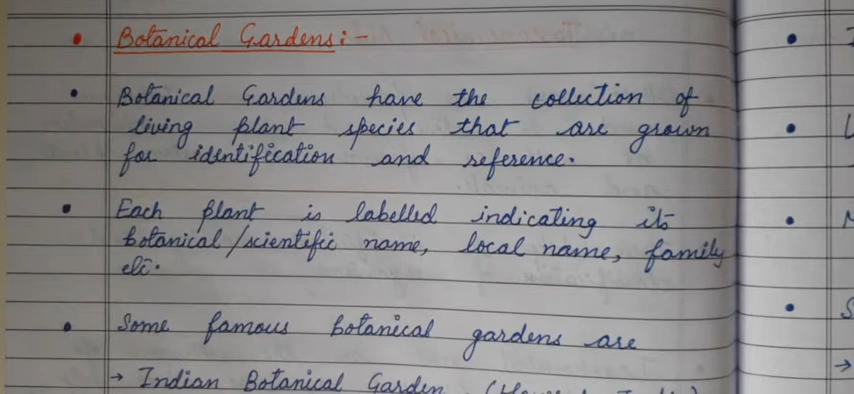 • Botanical Gardens:-
• Botanical Gardens have the collection of
living plant species that are grown
for identification and reference.
• Each plant is labelled indicating its
botanical/scientific name, local name, family
etc.
• Some famous botanical gardens are
→ Indian Botanical Garden